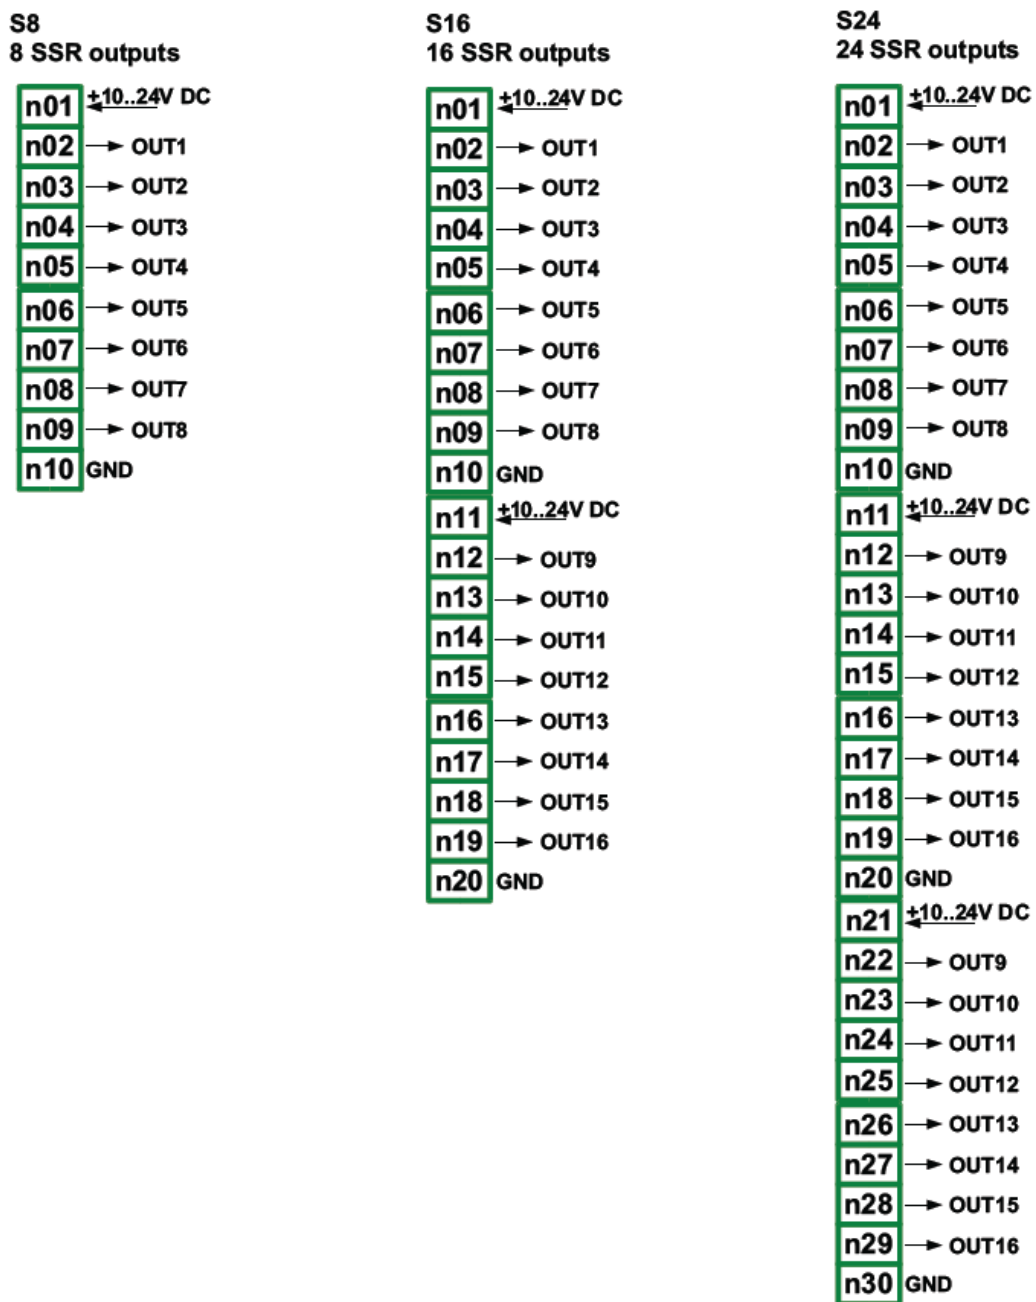 S8
8 SSR outputs
n01 +10..24V DC
n02 OUT1
n03 OUT2
n04 OUT3
n05 OUT4
n06 OUT5
n07 OUT6
n08 OUT7
n09 OUT8
n10 GND
S16
16 SSR outputs
n01 +10..24V DC
n02 OUT1
n03 OUT2
n04 OUT3
n05 OUT4
n06 OUT5
n07 OUT6
n08 OUT7
n09 OUT8
n10 GND
n11 +10..24V DC
n12 OUT9
n13 OUT10
n14 OUT11
n15 OUT12
n16 OUT13
n17 OUT14
n18 OUT15
n19 OUT16
n20 GND
S24
24 SSR outputs
n01 +10..24V DC
n02 OUT1
n03 OUT2
n04 OUT3
n05 OUT4
n06 OUT5
n07 OUT6
n08 OUT7
n09 OUT8
n10 GND
n11 +10..24V DC
n12 OUT9
n13 OUT10
n14 OUT11
n15 OUT12
n16 OUT13
n17 OUT14
n18 OUT15
n19 OUT16
n20 GND
n21 +10..24V DC
n22 OUT9
n23 OUT10
n24 OUT11
n25 OUT12
n26 OUT13
n27 OUT14
n28 OUT15
n29 OUT16
n30 GND